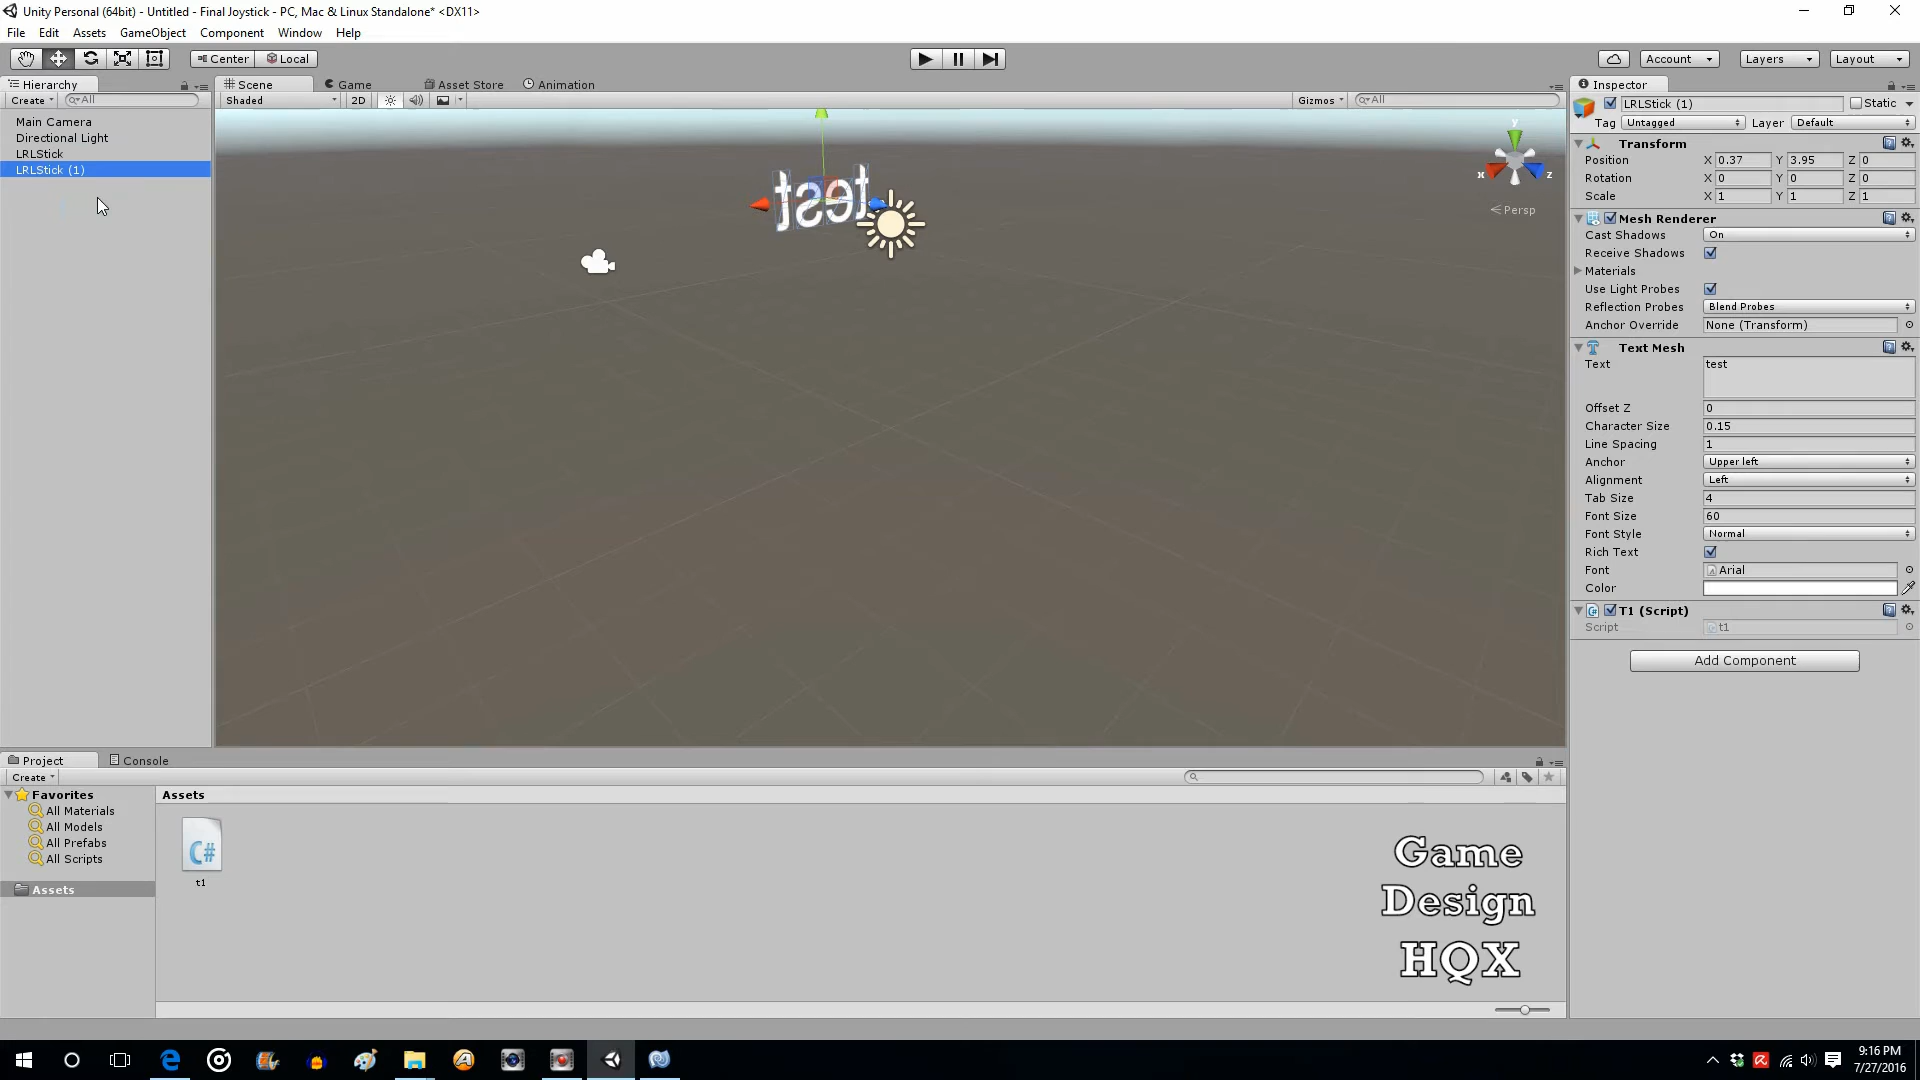 Unity Personal (64bit) - Untitled - Final Joystick - PC, Mac & Linux Standalone* <DX11>
File Edit Assets GameObject Component Window Help
Center Local Account Layers Layout
Hierarchy Scene Game Asset Store Animation Inspector
Create All Shaded 2D Gizmos All LRLStick (1) Static
Tag Untagged Layer Default
Main Camera
Directional Light
LRLStick
LRLStick (1)
test
y
x
z
Persp
Transform
Position X 0.37 Y 3.95 Z 0
Rotation X 0 Y 0 Z 0
Scale X 1 Y 1 Z 1
Mesh Renderer
Cast Shadows On
Receive Shadows
Materials
Use Light Probes
Reflection Probes Blend Probes
Anchor Override None (Transform)
Text Mesh
Text test
Offset Z 0
Character Size 0.15
Line Spacing 1
Anchor Upper left
Alignment Left
Tab Size 4
Font Size 60
Font Style Normal
Rich Text
Font Arial
Color
T1 (Script)
Script t1
Add Component
Project Console
Create
Favorites
All Materials
All Models
All Prefabs
All Scripts
Assets
Assets
C#
t1
Game
Design
HQX
9:16 PM
7/27/2016